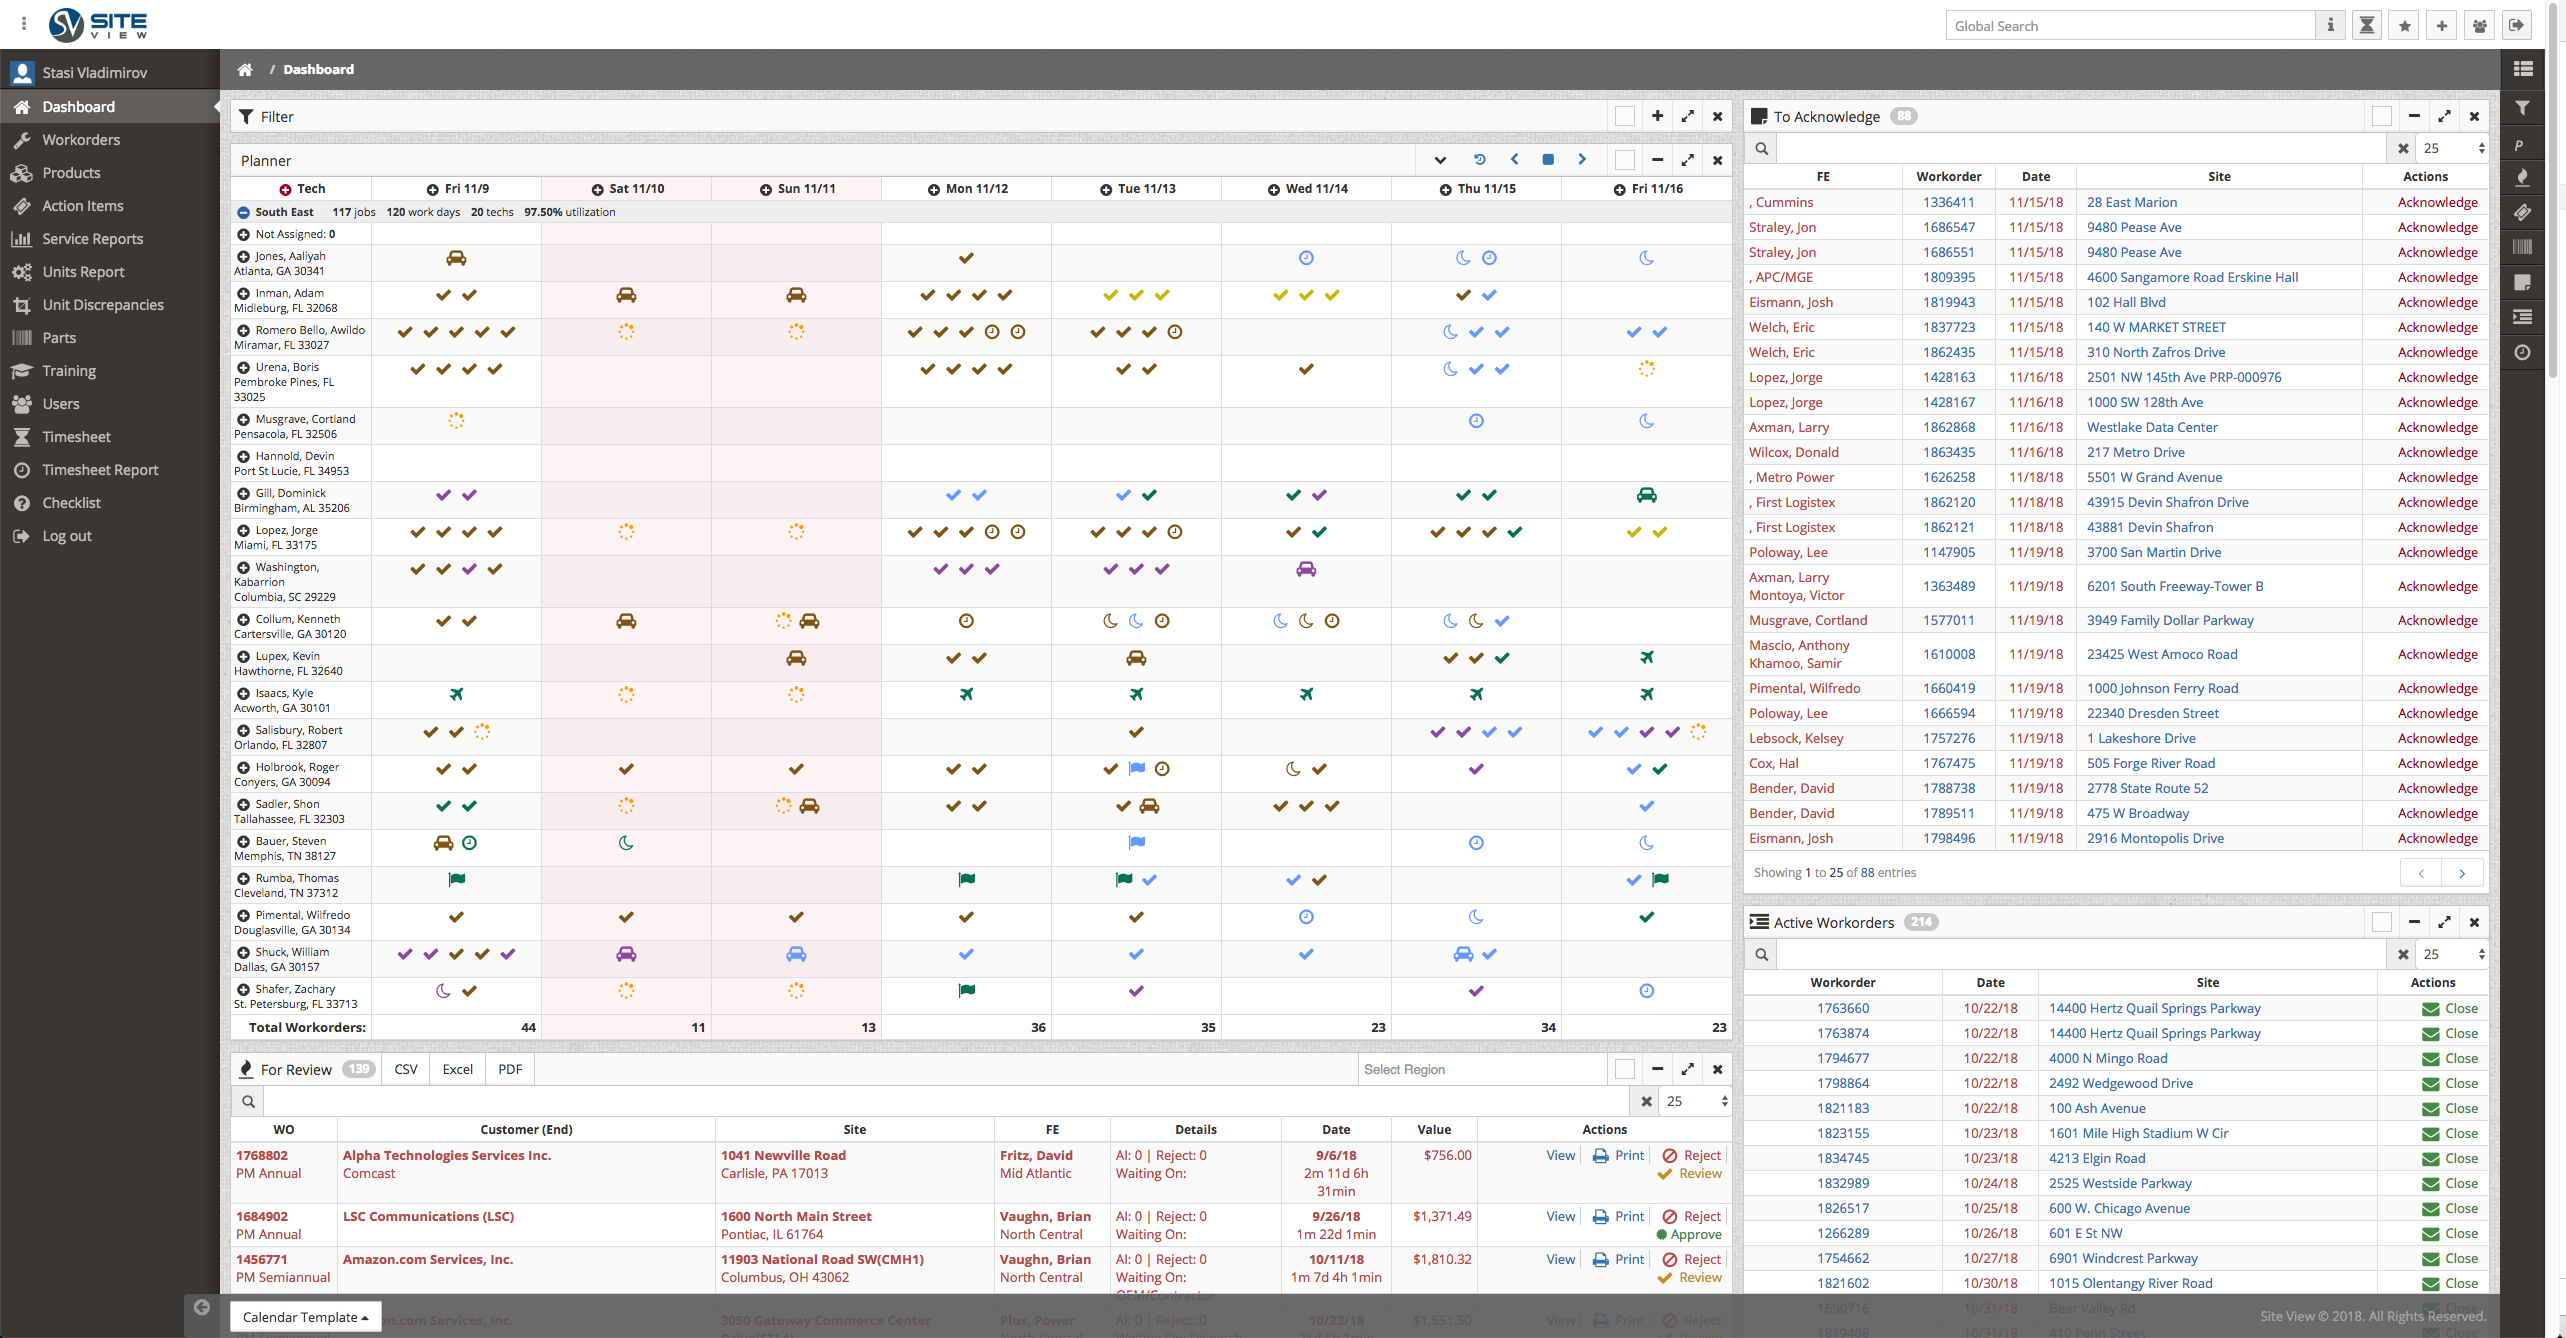 SV SITE VIEW
Global Search
Stasi Vladimirov
Dashboard
Workorders
Products
Action Items
Service Reports
Units Report
Unit Discrepancies
Parts
Training
Users
Timesheet
Timesheet Report
Checklist
Log out
/ Dashboard
Filter
Planner
Tech Fri 11/9 Sat 11/10 Sun 11/11 Mon 11/12 Tue 11/13 Wed 11/14 Thu 11/15 Fri 11/16
South East 117 jobs 120 work days 20 techs 97.50% utilization
Not Assigned: 0
Jones, Aaliyah
Atlanta, GA 30341
Inman, Adam
Midleburg, FL 32068
Romero Bello, Awildo
Miramar, FL 33027
Urena, Boris
Pembroke Pines, FL
33025
Musgrave, Cortland
Pensacola, FL 32506
Hannold, Devin
Port St Lucie, FL 34953
Gill, Dominick
Birmingham, AL 35206
Lopez, Jorge
Miami, FL 33175
Washington,
Kabarrion
Columbia, SC 29229
Collum, Kenneth
Cartersville, GA 30120
Lupex, Kevin
Hawthorne, FL 32640
Isaacs, Kyle
Acworth, GA 30101
Salisbury, Robert
Orlando, FL 32807
Holbrook, Roger
Conyers, GA 30094
Sadler, Shon
Tallahassee, FL 32303
Bauer, Steven
Memphis, TN 38127
Rumba, Thomas
Cleveland, TN 37312
Pimental, Wilfredo
Douglasville, GA 30134
Shuck, William
Dallas, GA 30157
Shafer, Zachary
St. Petersburg, FL 33713
Total Workorders: 44 11 13 36 35 23 34 23
For Review 139 CSV Excel PDF Select Region
25
WO Customer (End) Site FE Details Date Value Actions
1768802 Alpha Technologies Services Inc. 1041 Newville Road Fritz, David AI: 0 | Reject: 0 9/6/18 $756.00 View Print Reject
PM Annual Comcast Carlisle, PA 17013 Mid Atlantic Waiting On: 2m 11d 6h Review
31min
1684902 LSC Communications (LSC) 1600 North Main Street Vaughn, Brian AI: 0 | Reject: 0 9/26/18 $1,371.49 View Print Reject
PM Annual Pontiac, IL 61764 North Central Waiting On: 1m 22d 1min Approve
1456771 Amazon.com Services, Inc. 11903 National Road SW(CMH1) Vaughn, Brian AI: 0 | Reject: 0 10/11/18 $1,810.32 View Print Reject
PM Semiannual Columbus, OH 43062 North Central Waiting On: 1m 7d 4h 1min Review
OEM/Contractor
n.com Services, Inc. 3050 Gateway Commerce Center Plus, Power AI: 0 | Reject: 0 10/23/18 $1,551.50 View Print Reject
Calendar Template
To Acknowledge 88
25
FE Workorder Date Site Actions
, Cummins 1336411 11/15/18 28 East Marion Acknowledge
Straley, Jon 1686547 11/15/18 9480 Pease Ave Acknowledge
Straley, Jon 1686551 11/15/18 9480 Pease Ave Acknowledge
, APC/MGE 1809395 11/15/18 4600 Sangamore Road Erskine Hall Acknowledge
Eismann, Josh 1819943 11/15/18 102 Hall Blvd Acknowledge
Welch, Eric 1837723 11/15/18 140 W MARKET STREET Acknowledge
Welch, Eric 1862435 11/15/18 310 North Zafros Drive Acknowledge
Lopez, Jorge 1428163 11/16/18 2501 NW 145th Ave PRP-000976 Acknowledge
Lopez, Jorge 1428167 11/16/18 1000 SW 128th Ave Acknowledge
Axman, Larry 1862868 11/16/18 Westlake Data Center Acknowledge
Wilcox, Donald 1863435 11/16/18 217 Metro Drive Acknowledge
, Metro Power 1626258 11/18/18 5501 W Grand Avenue Acknowledge
, First Logistex 1862120 11/18/18 43915 Devin Shafron Drive Acknowledge
, First Logistex 1862121 11/18/18 43881 Devin Shafron Acknowledge
Poloway, Lee 1147905 11/19/18 3700 San Martin Drive Acknowledge
Axman, Larry
Montoya, Victor 1363489 11/19/18 6201 South Freeway-Tower B Acknowledge
Musgrave, Cortland 1577011 11/19/18 3949 Family Dollar Parkway Acknowledge
Mascio, Anthony
Khamoo, Samir 1610008 11/19/18 23425 West Amoco Road Acknowledge
Pimental, Wilfredo 1660419 11/19/18 1000 Johnson Ferry Road Acknowledge
Poloway, Lee 1666594 11/19/18 22340 Dresden Street Acknowledge
Lebsock, Kelsey 1757276 11/19/18 1 Lakeshore Drive Acknowledge
Cox, Hal 1767475 11/19/18 505 Forge River Road Acknowledge
Bender, David 1788738 11/19/18 2778 State Route 52 Acknowledge
Bender, David 1789511 11/19/18 475 W Broadway Acknowledge
Eismann, Josh 1798496 11/19/18 2916 Montopolis Drive Acknowledge
Showing 1 to 25 of 88 entries
Active Workorders 214
25
Workorder Date Site Actions
1763660 10/22/18 14400 Hertz Quail Springs Parkway Close
1763874 10/22/18 14400 Hertz Quail Springs Parkway Close
1794677 10/22/18 4000 N Mingo Road Close
1798864 10/22/18 2492 Wedgewood Drive Close
1821183 10/22/18 100 Ash Avenue Close
1823155 10/23/18 1601 Mile High Stadium W Cir Close
1834745 10/23/18 4213 Elgin Road Close
1832989 10/24/18 2525 Westside Parkway Close
1826517 10/25/18 600 W. Chicago Avenue Close
1266289 10/26/18 601 E St NW Close
1754662 10/27/18 6901 Windcrest Parkway Close
1821602 10/30/18 1015 Olentangy River Road Close
1690716 10/31/18 Bear Valley Rd
1819408 10/31/18 410 Penn Street
Site View © 2018. All Rights Reserved.
P